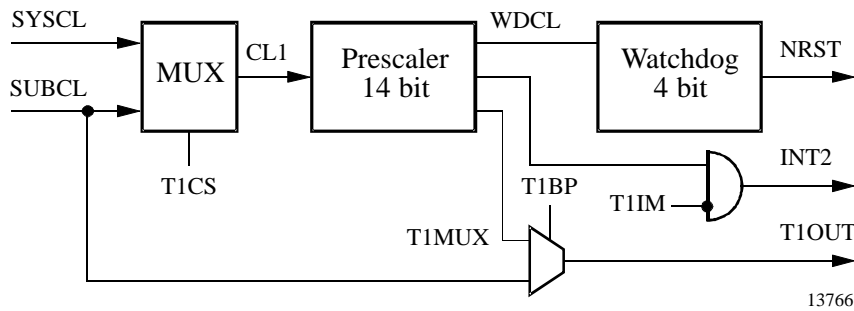 SYSCL
WDCL
NRST
CL1
MUX
Prescaler
14 bit
Watchdog
4 bit
SUBCL
INT2
T1CS
T1BP
T1IM
T1MUX
T1OUT
13766